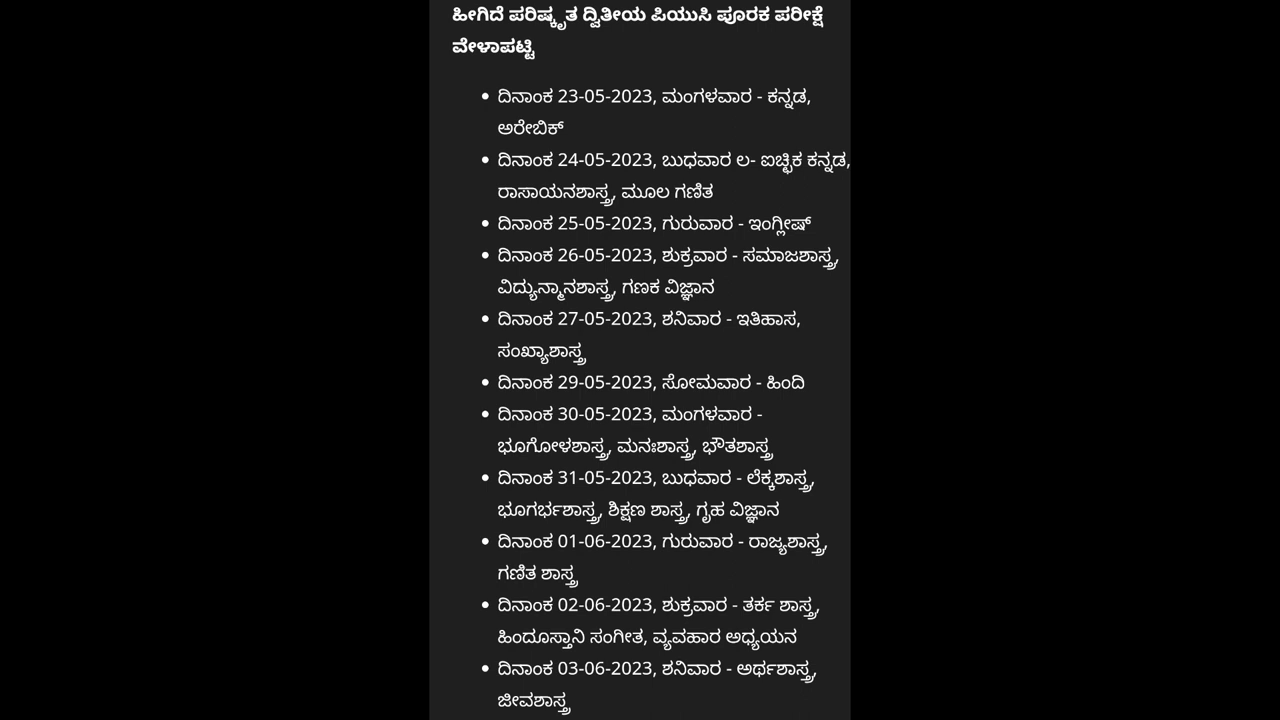 ಹೀಗಿದೆ ಪರಿಷ್ಕೃತ ದ್ವಿತೀಯ ಪಿಯುಸಿ ಪೂರಕ ಪರೀಕ್ಷೆ
ವೇಳಾಪಟ್ಟಿ
• ದಿನಾಂಕ 23-05-2023, ಮಂಗಳವಾರ - ಕನ್ನಡ,
ಅರೇಬಿಕ್
• ದಿನಾಂಕ 24-05-2023, ಬುಧವಾರ ಲ- ಐಚ್ಛಿಕ ಕನ್ನಡ,
ರಾಸಾಯನಶಾಸ್ತ್ರ, ಮೂಲ ಗಣಿತ
• ದಿನಾಂಕ 25-05-2023, ಗುರುವಾರ - ಇಂಗ್ಲೀಷ್
• ದಿನಾಂಕ 26-05-2023, ಶುಕ್ರವಾರ - ಸಮಾಜಶಾಸ್ತ್ರ,
ವಿದ್ಯುನ್ಮಾನಶಾಸ್ತ್ರ, ಗಣಕ ವಿಜ್ಞಾನ
• ದಿನಾಂಕ 27-05-2023, ಶನಿವಾರ - ಇತಿಹಾಸ,
ಸಂಖ್ಯಾಶಾಸ್ತ್ರ
• ದಿನಾಂಕ 29-05-2023, ಸೋಮವಾರ - ಹಿಂದಿ
• ದಿನಾಂಕ 30-05-2023, ಮಂಗಳವಾರ -
ಭೂಗೋಳಶಾಸ್ತ್ರ, ಮನಃಶಾಸ್ತ್ರ, ಭೌತಶಾಸ್ತ್ರ
• ದಿನಾಂಕ 31-05-2023, ಬುಧವಾರ - ಲೆಕ್ಕಶಾಸ್ತ್ರ,
ಭೂಗರ್ಭಶಾಸ್ತ್ರ, ಶಿಕ್ಷಣ ಶಾಸ್ತ್ರ, ಗೃಹ ವಿಜ್ಞಾನ
• ದಿನಾಂಕ 01-06-2023, ಗುರುವಾರ - ರಾಜ್ಯಶಾಸ್ತ್ರ,
ಗಣಿತ ಶಾಸ್ತ್ರ
• ದಿನಾಂಕ 02-06-2023, ಶುಕ್ರವಾರ - ತರ್ಕ ಶಾಸ್ತ್ರ,
ಹಿಂದೂಸ್ತಾನಿ ಸಂಗೀತ, ವ್ಯವಹಾರ ಅಧ್ಯಯನ
• ದಿನಾಂಕ 03-06-2023, ಶನಿವಾರ - ಅರ್ಥಶಾಸ್ತ್ರ,
ಜೀವಶಾಸ್ತ್ರ